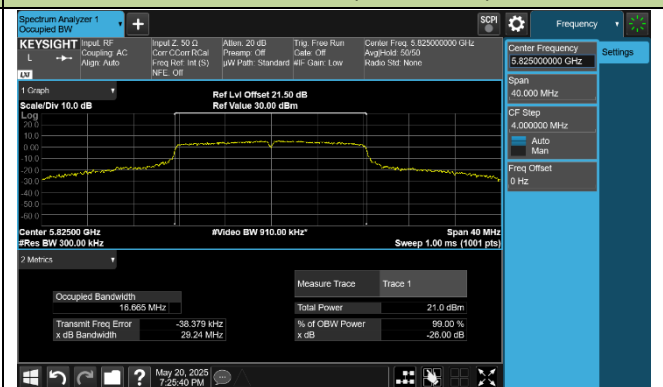 Spectrum Analyzer 1
Occupied BW
+
SCPI
Frequency
KEYSIGHT
L
LXI
Input: RF
Coupling: AC
Align: Auto
Input Z: 50 Ω
Corr CCorr RCal
Freq Ref: Int (S)
NFE: Off
Atten: 20 dB
Preamp: Off
µW Path: Standard
Trig: Free Run
Gate: Off
#IF Gain: Low
Center Freq: 5.825000000 GHz
Avg|Hold: 50/50
Radio Std: None
Center Frequency
5.825000000 GHz
Settings
Span
40.000 MHz
CF Step
4.000000 MHz
Auto
Man
Freq Offset
0 Hz
1 Graph
Scale/Div 10.0 dB
Ref Lvl Offset 21.50 dB
Ref Value 30.00 dBm
Log
20.0
10.0
0.00
-10.0
-20.0
-30.0
-40.0
-50.0
-60.0
Center 5.82500 GHz
#Res BW 300.00 kHz
#Video BW 910.00 kHz*
Span 40 MHz
Sweep 1.00 ms (1001 pts)
2 Metrics
Measure Trace
Trace 1
Occupied Bandwidth
16.665 MHz
Total Power
21.0 dBm
Transmit Freq Error
-38.379 kHz
% of OBW Power
99.00 %
x dB Bandwidth
29.24 MHz
x dB
-26.00 dB
?
May 20, 2025
7:25:40 PM